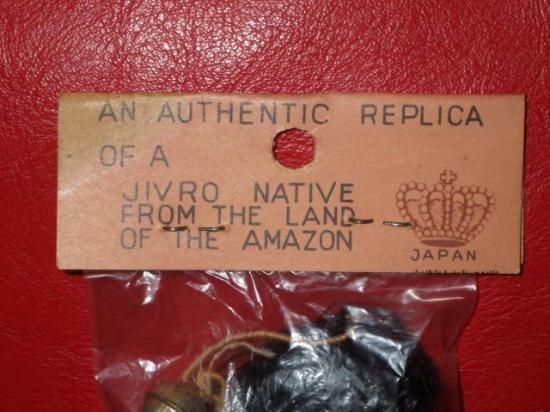 AN AUTHENTIC REPLICA
OF A
JIVRO NATIVE
FROM THE LAND
OF THE AMAZON
JAPAN